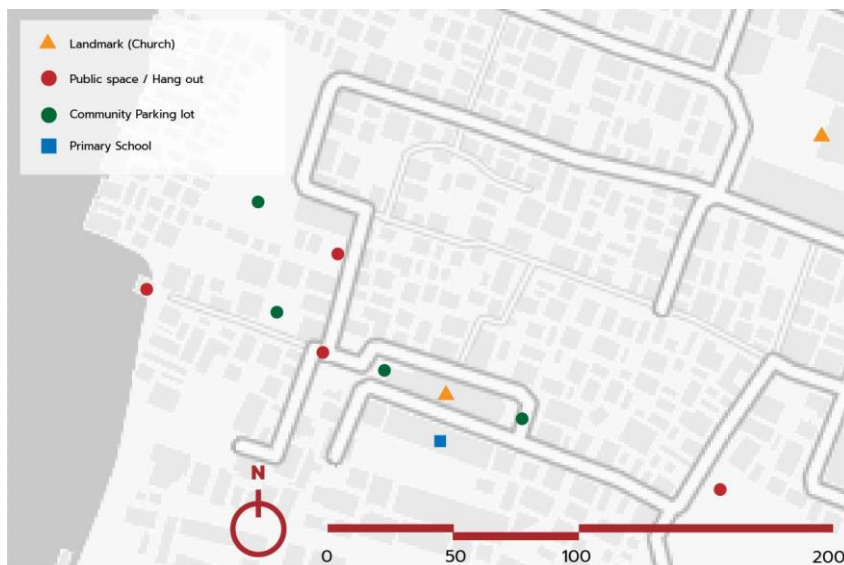 Landmark (Church)
Public space / Hang out
Community Parking lot
Primary School
N
0 50 100 200